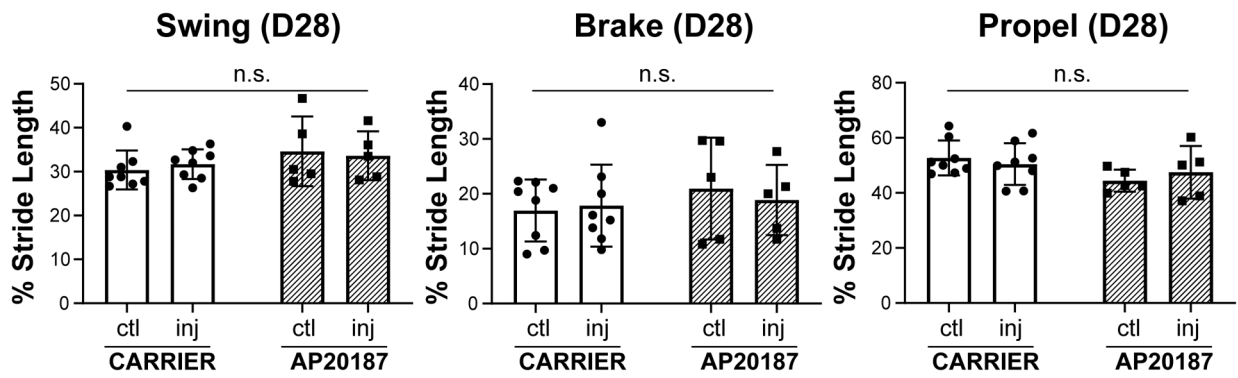 Swing (D28)
n.s.
% Stride Length
50
40
30
20
10
0
ctl inj ctl inj
CARRIER AP20187
Brake (D28)
n.s.
% Stride Length
40
30
20
10
0
ctl inj ctl inj
CARRIER AP20187
Propel (D28)
n.s.
% Stride Length
80
60
40
20
0
ctl inj ctl inj
CARRIER AP20187